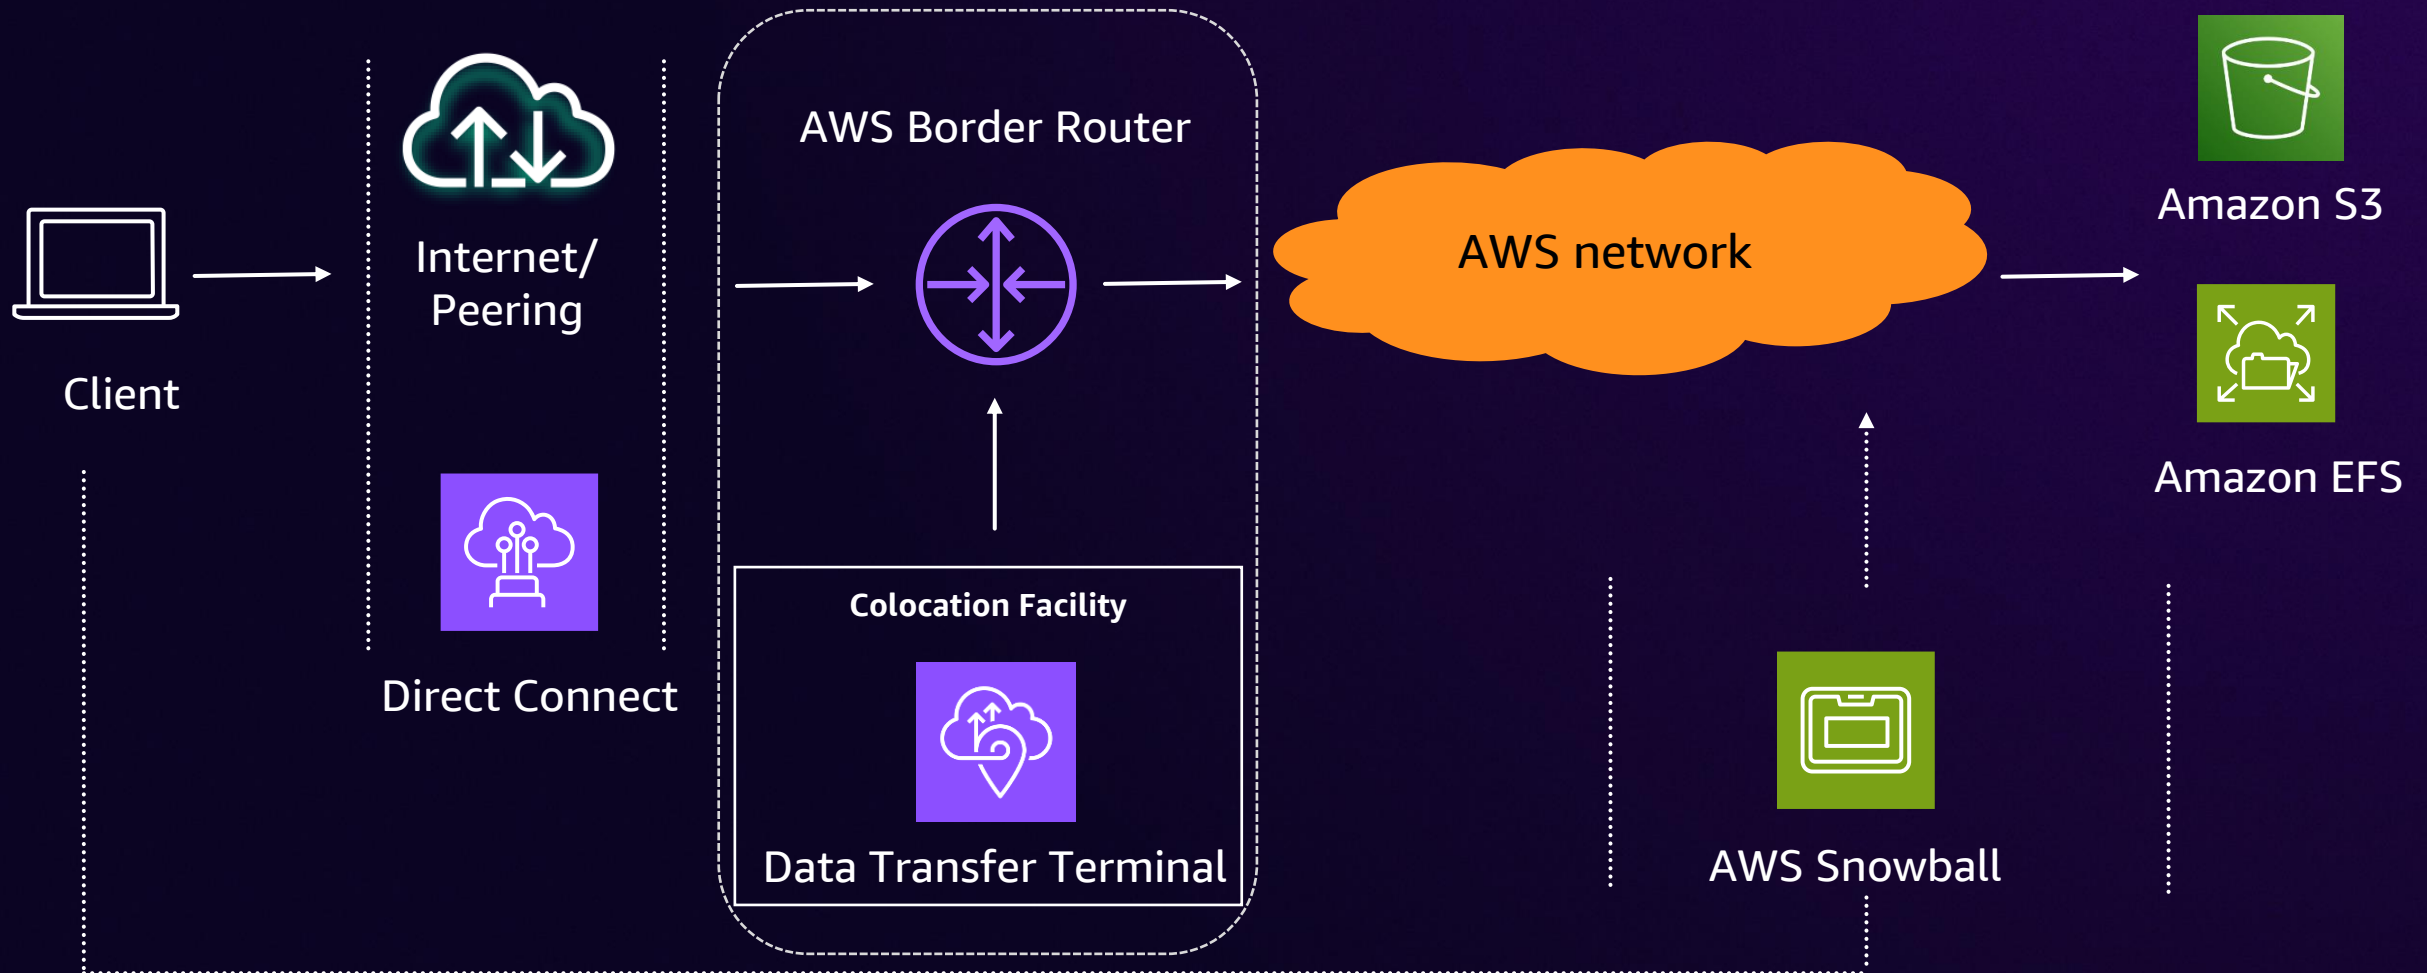 Client
Internet/
Peering
Direct Connect
AWS Border Router
Colocation Facility
Data Transfer Terminal
AWS network
AWS Snowball
Amazon S3
Amazon EFS